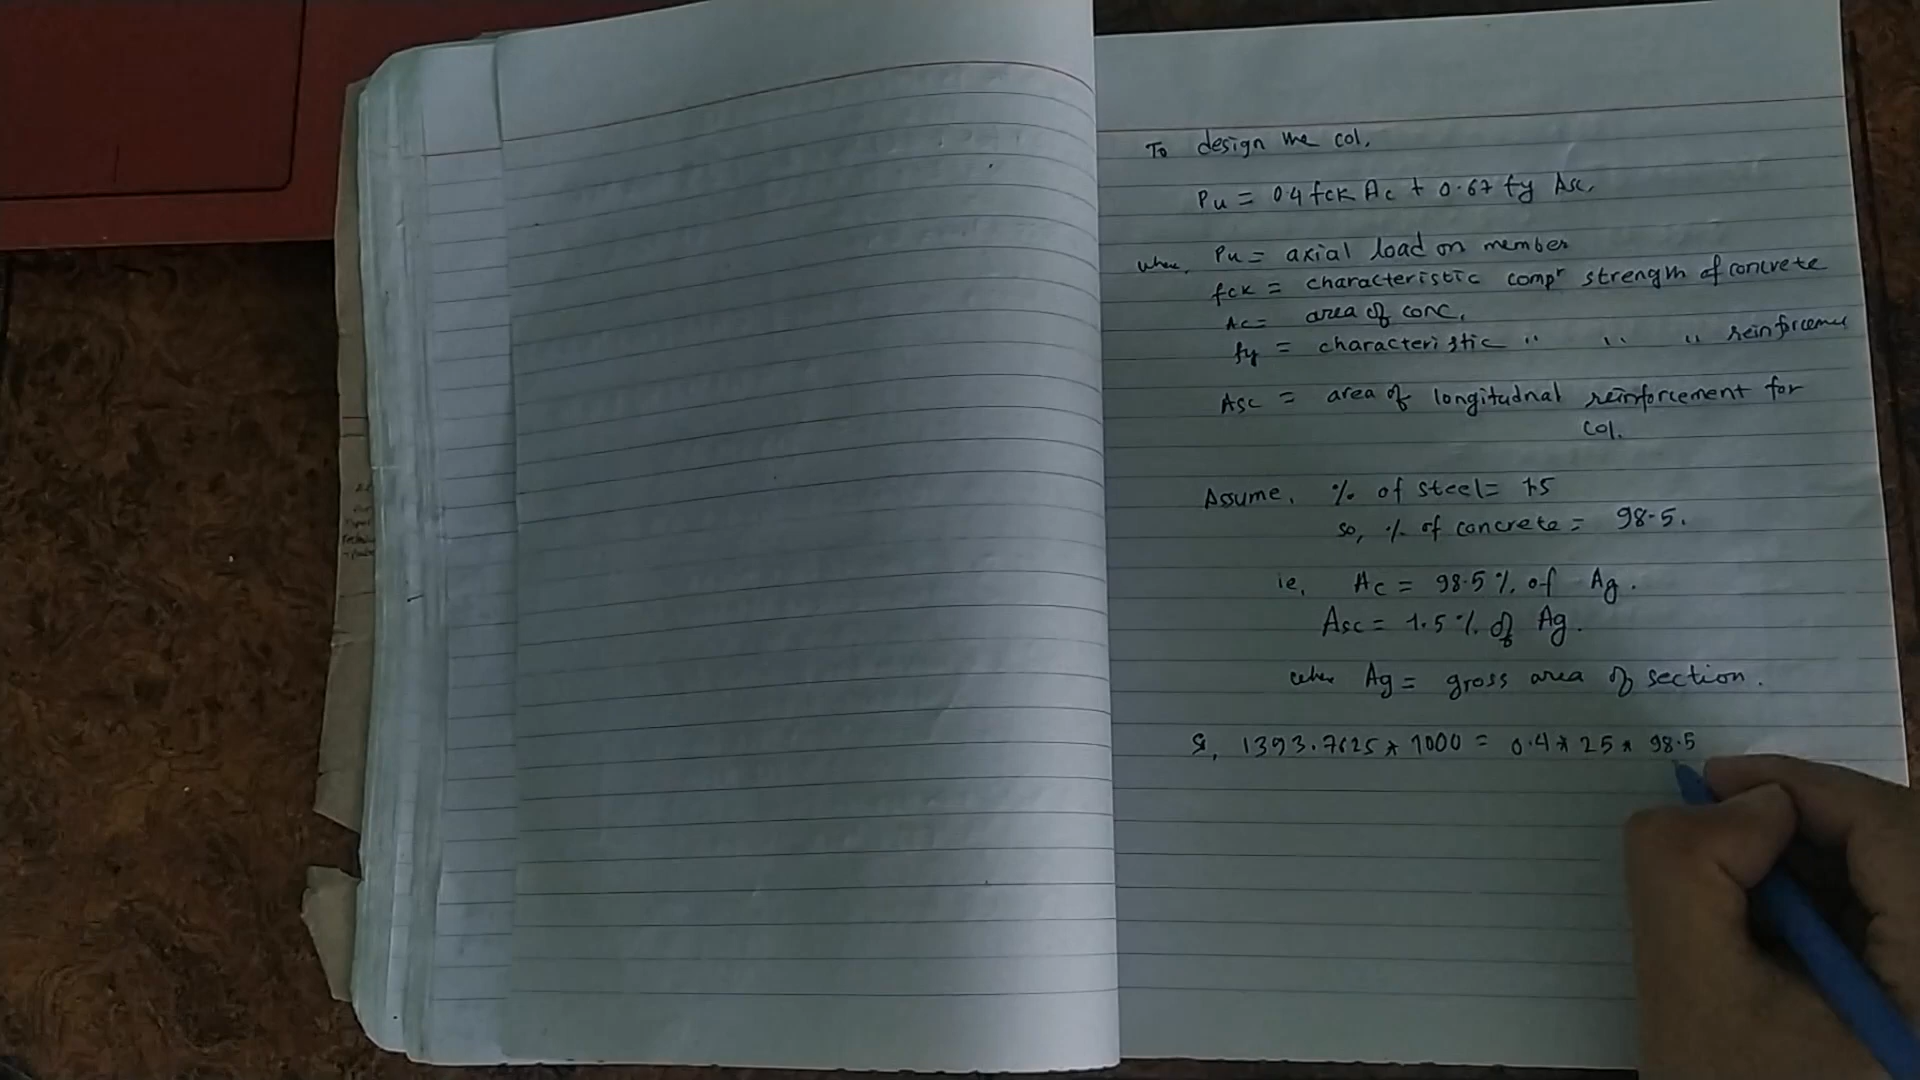 To design the col.
Pu = 0.4 fck Ac + 0.67 fy Asc.
where, Pu = axial load on member
fck = characteristic compr strength of concrete
Ac = area of conc.
fy = characteristic " " " reinforcement
Asc = area of longitudnal reinforcement for
col.
Assume, % of steel = 1.5
so, % of concrete = 98.5.
ie, Ac = 98.5 % of Ag.
Asc = 1.5 % of Ag.
where Ag = gross area of section.
So, 1393.7625 * 1000 = 0.4 * 25 * 98.5